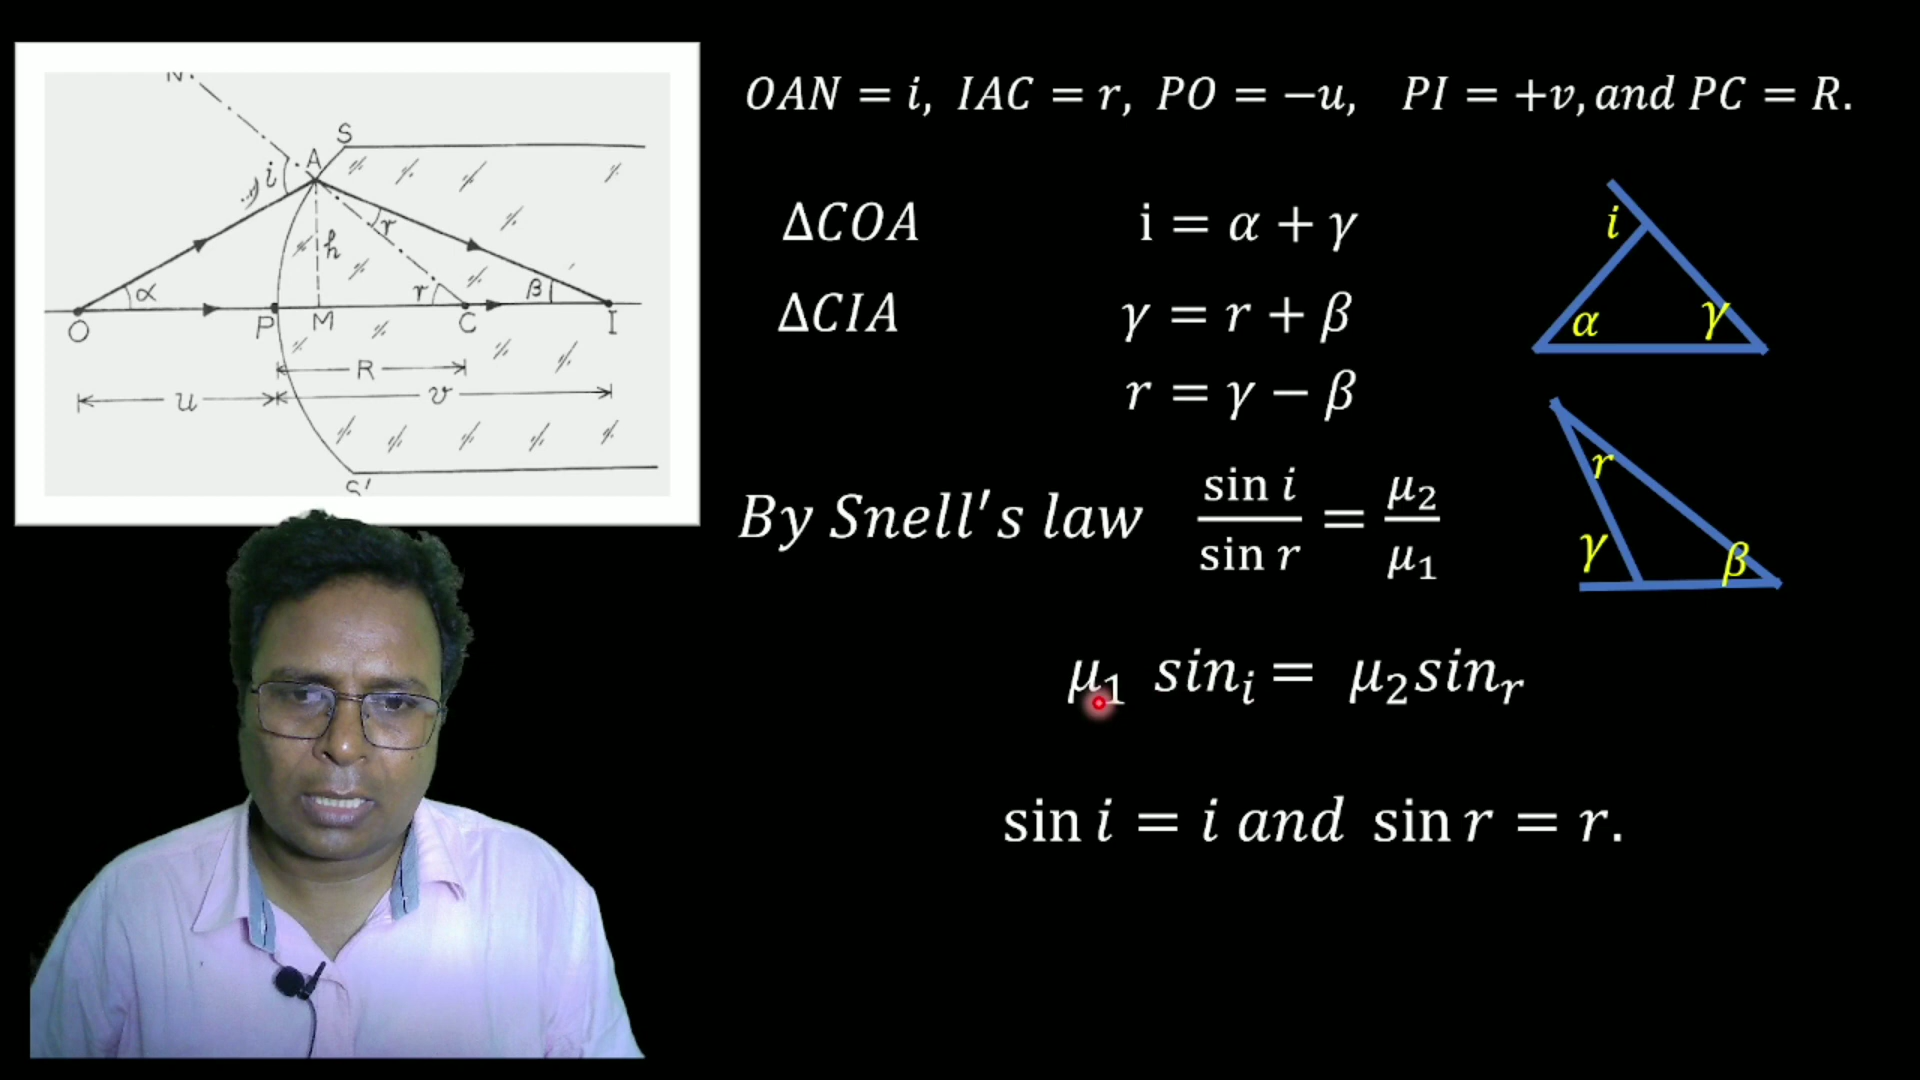 OAN = i, IAC = r, PO = −u, PI = +v, and PC = R.
ΔCOA i = α + γ
ΔCIA γ = r + β
r = γ − β
By Snell's law sin i / sin r = μ₂ / μ₁
μ₁ sinᵢ = μ₂sinᵣ
sin i = i and sin r = r.
i
α γ
r
γ β
N
S
A
i
r
h
α γ β
O P M C I
R
u v
S'